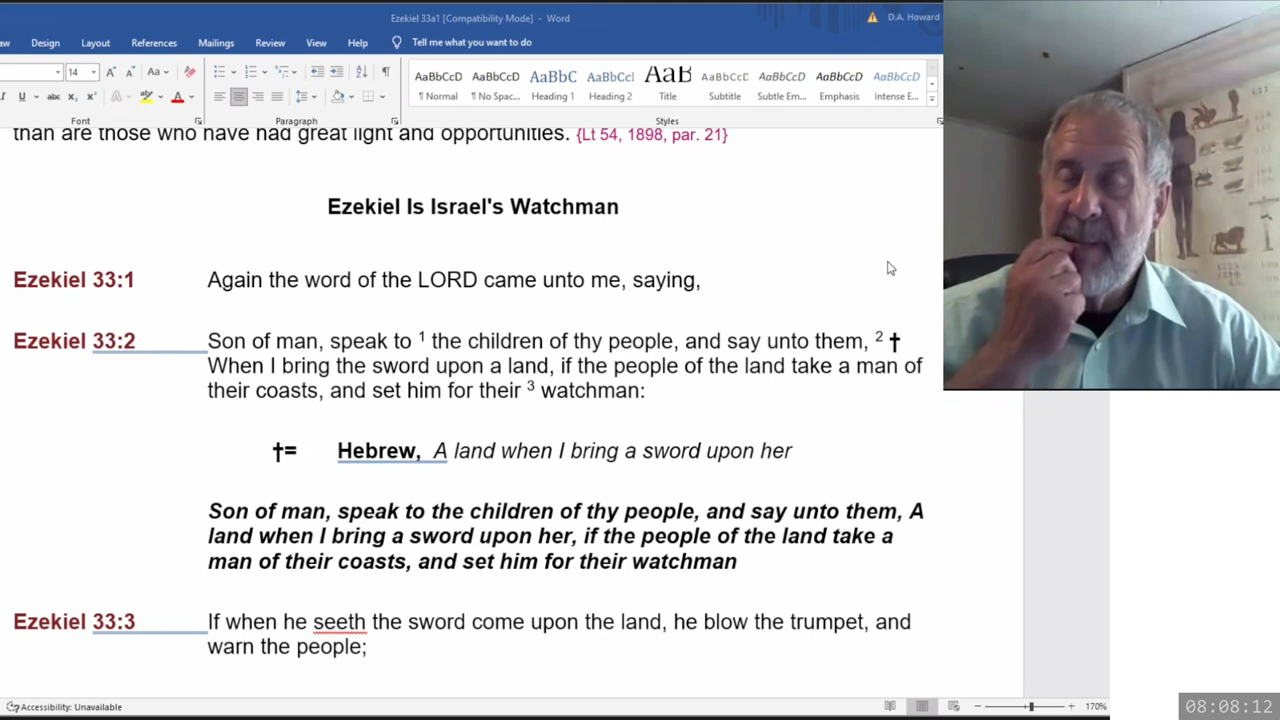 Ezekiel 33a1 [Compatibility Mode] - Word
D.A. Howard
aw Design Layout References Mailings Review View Help Tell me what you want to do
14 Aa
AaBbCcD AaBbCcD AaBbC AaBbCcl AaB AaBbCcD AaBbCcD AaBbCcD AaBbCcD
¶ Normal ¶ No Spac... Heading 1 Heading 2 Title Subtitle Subtle Em... Emphasis Intense E...
Font Paragraph Styles
than are those who have had great light and opportunities. {Lt 54, 1898, par. 21}
Ezekiel Is Israel's Watchman
Ezekiel 33:1 Again the word of the LORD came unto me, saying,
Ezekiel 33:2 Son of man, speak to 1 the children of thy people, and say unto them, 2 †
When I bring the sword upon a land, if the people of the land take a man of
their coasts, and set him for their 3 watchman:
†= Hebrew, A land when I bring a sword upon her
Son of man, speak to the children of thy people, and say unto them, A
land when I bring a sword upon her, if the people of the land take a
man of their coasts, and set him for their watchman
Ezekiel 33:3 If when he seeth the sword come upon the land, he blow the trumpet, and
warn the people;
Accessibility: Unavailable
170%
08:08:12